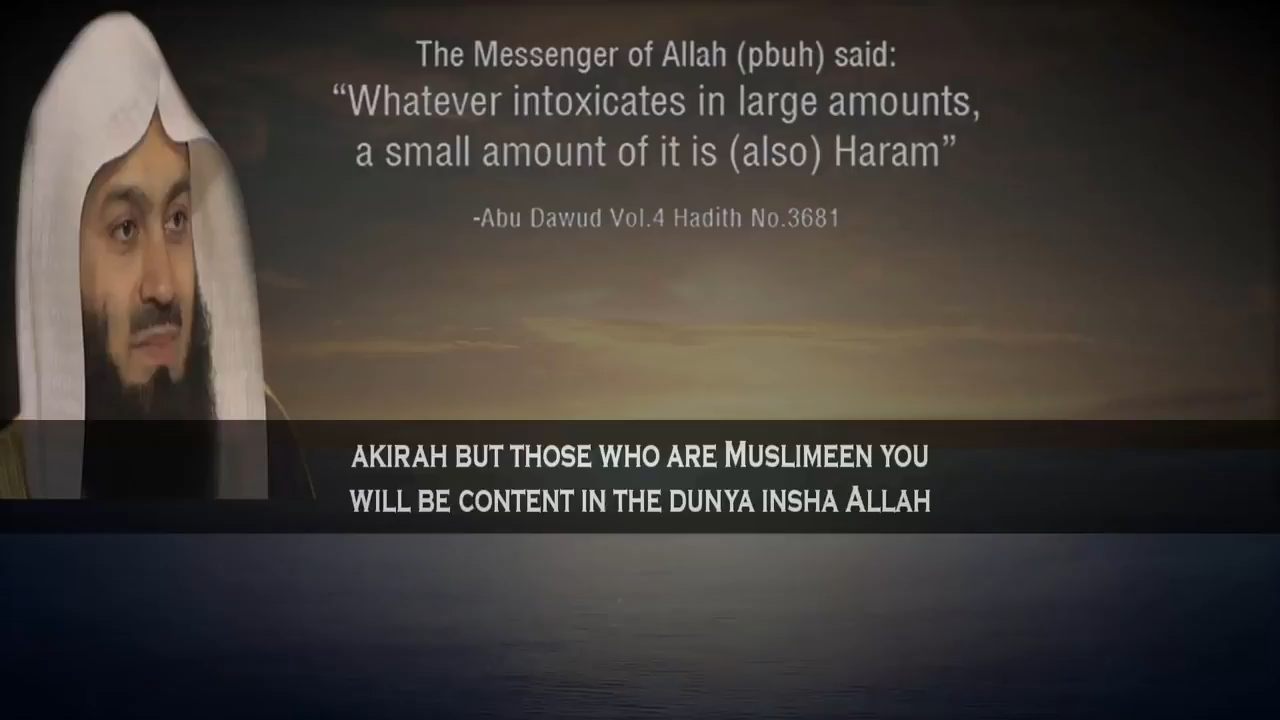 The Messenger of Allah (pbuh) said:
“Whatever intoxicates in large amounts,
a small amount of it is (also) Haram”
-Abu Dawud Vol.4 Hadith No.3681
AKIRAH BUT THOSE WHO ARE MUSLIMEEN YOU
WILL BE CONTENT IN THE DUNYA INSHA ALLAH